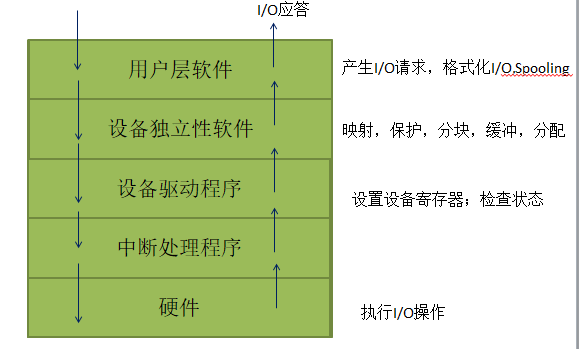 I/O应答
用户层软件 产生I/O请求，格式化I/O,Spooling
设备独立性软件 映射，保护，分块，缓冲，分配
设备驱动程序 设置设备寄存器；检查状态
中断处理程序
硬件 执行I/O操作